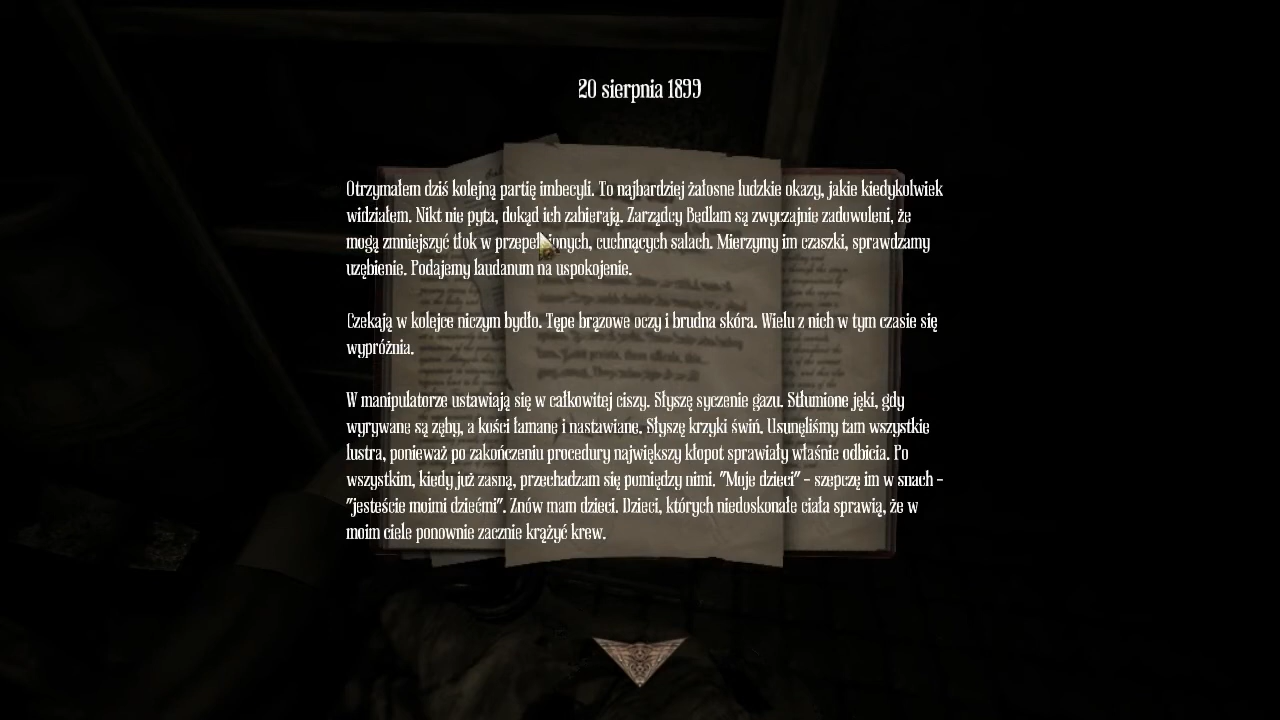 20 sierpnia 1899
Otrzymałem dziś kolejną partię imbecyli. To najbardziej żałosne ludzkie okazy, jakie kiedykolwiek
widziałem. Nikt nie pyta, dokąd ich zabierają. Zarządcy Bedlam są zwyczajnie zadowoleni, że
mogą zmniejszyć tłok w przepełnionych, cuchnących salach. Mierzymy im czaszki, sprawdzamy
uzębienie. Podajemy laudanum na uspokojenie.
Czekają w kolejce niczym bydło. Tępe brązowe oczy i brudna skóra. Wielu z nich w tym czasie się
wypróżnia.
W manipulatorze ustawiają się w całkowitej ciszy. Słyszę syczenie gazu. Stłumione jęki, gdy
wyrywane są zęby, a kości łamane i nastawiane. Słyszę krzyki świń. Usunęliśmy tam wszystkie
lustra, ponieważ po zakończeniu procedury największy kłopot sprawiały właśnie odbicia. Po
wszystkim, kiedy już zasną, przechadzam się pomiędzy nimi. "Moje dzieci" - szepczę im w snach -
"jesteście moimi dziećmi". Znów mam dzieci. Dzieci, których niedoskonałe ciała sprawią, że w
moim ciele ponownie zacznie krążyć krew.